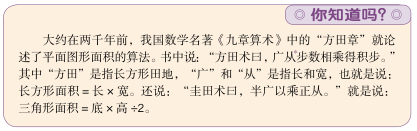 你知道吗？
大约在两千年前，我国数学名著《九章算术》中的“方田章”就论
述了平面图形面积的算法。书中说：“方田术曰，广从步数相乘得积步。”
其中“方田”是指长方形田地，“广”和“从”是指长和宽，也就是说：
长方形面积=长×宽。还说：“圭田术曰，半广以乘正从。”就是说：
三角形面积=底×高÷2。